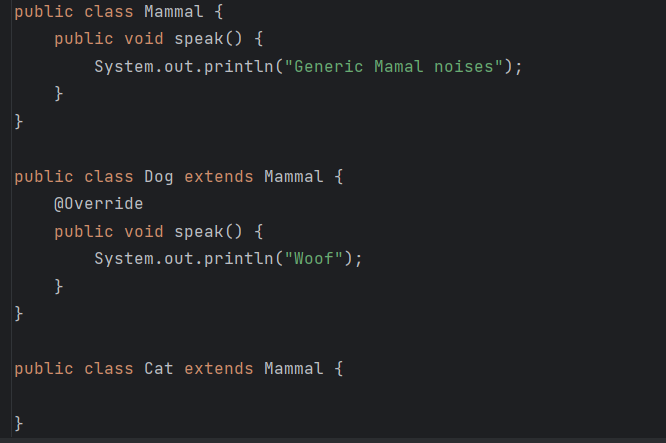 public class Mammal {
    public void speak() {
        System.out.println("Generic Mamal noises");
    }
}

public class Dog extends Mammal {
    @Override
    public void speak() {
        System.out.println("Woof");
    }
}

public class Cat extends Mammal {

}